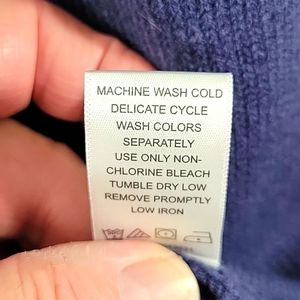 MACHINE WASH COLD
DELICATE CYCLE
WASH COLORS
SEPARATELY
USE ONLY NON-
CHLORINE BLEACH
TUMBLE DRY LOW
REMOVE PROMPTLY
LOW IRON